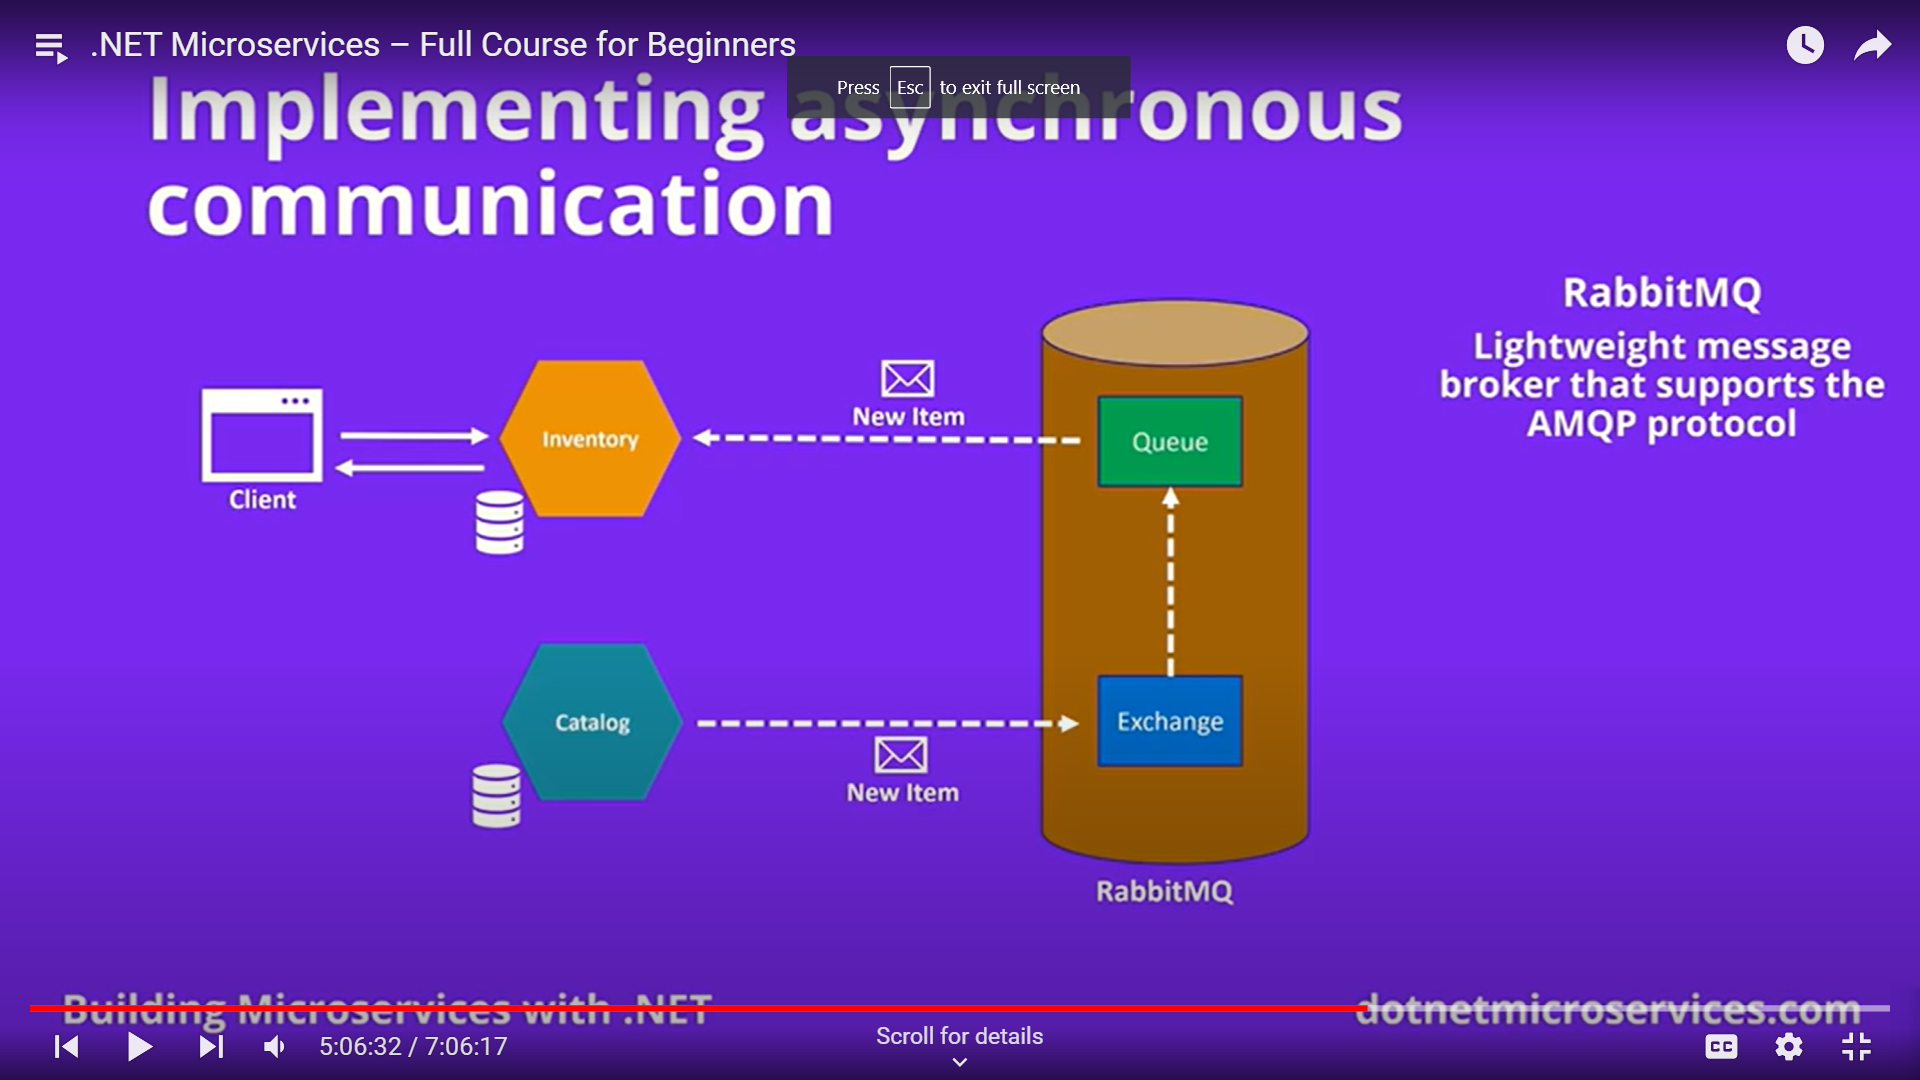 .NET Microservices – Full Course for Beginners
Press Esc to exit full screen
Implementing asynchronous
communication
RabbitMQ
Lightweight message
broker that supports the
AMQP protocol
New Item
Inventory
Queue
Client
Catalog
Exchange
New Item
RabbitMQ
Building Microservices with .NET
dotnetmicroservices.com
5:06:32 / 7:06:17
Scroll for details
CC